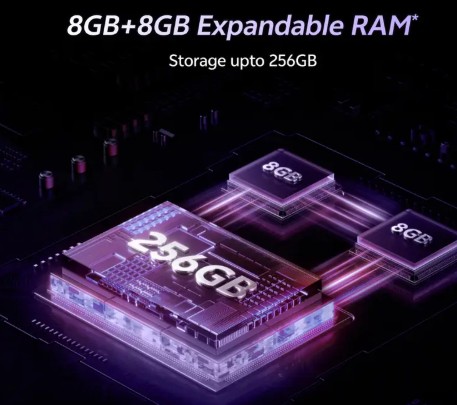 8GB+8GB Expandable RAM*
Storage upto 256GB
8GB
8GB
256GB